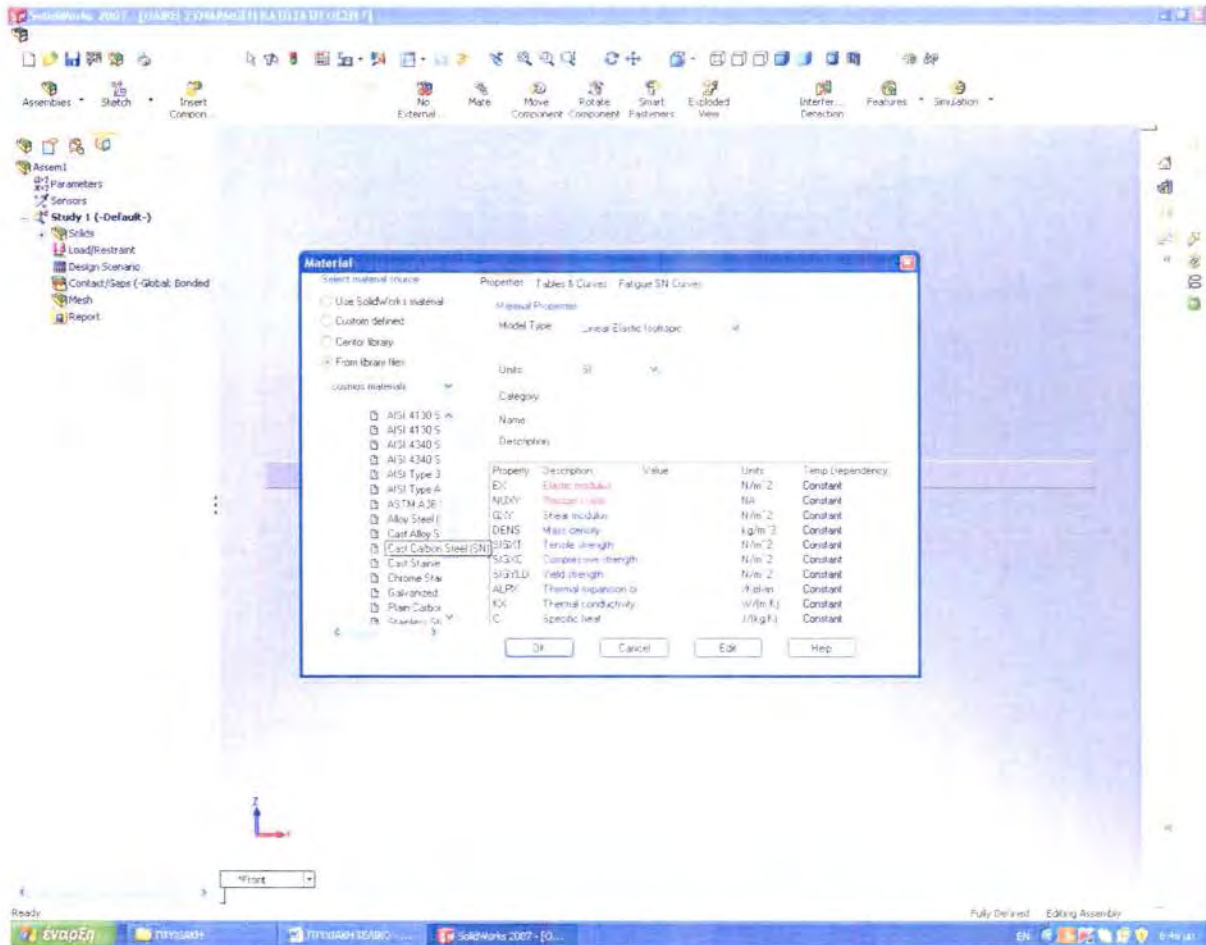 SolidWorks 2007 - [
Assemblies Sketch Insert Compon... No External... Mate Move Component Rotate Component Smart Fasteners Exploded View Interfer... Detection Features Simulation
Assem1
Parameters
Sensors
Study 1 (-Default-)
Solids
Load/Restraint
Design Scenario
Contact/Gaps (-Global: Bonded
Mesh
Report
Material
Select material source
Use SolidWorks material
Custom defined
Centor library
From library files
cosmos materials
AISI 4130 S
AISI 4130 S
AISI 4340 S
AISI 4340 S
AISI Type 3
AISI Type A
ASTM A36
Alloy Steel (
Cast Alloy S
Cast Carbon Steel (SN)
Cast Stainle
Chrome Stai
Galvanized
Plain Carbon
Stainless St
Properties Tables & Curves Fatigue SN Curves
Material Properties
Model Type: Linear Elastic Isotropic
Units: SI
Category
Name
Description
Property Description Value Units Temp Dependency
EX Elastic modulus N/m^2 Constant
NUXY Poisson's ratio NA Constant
GXY Shear modulus N/m^2 Constant
DENS Mass density kg/m^3 Constant
SIGXT Tensile strength N/m^2 Constant
SIGXC Compressive strength N/m^2 Constant
SIGYLD Yield strength N/m^2 Constant
ALPX Thermal expansion co Constant
KX Thermal conductivity W/(m.K) Constant
C Specific heat J/(kg.K) Constant
OK Cancel Edit Help
Z
*Front
Ready
Fully Defined Editing Assembly
έναρξη ΠΤΥΧΙΑΚΗ SolidWorks 2007 - [O... EN